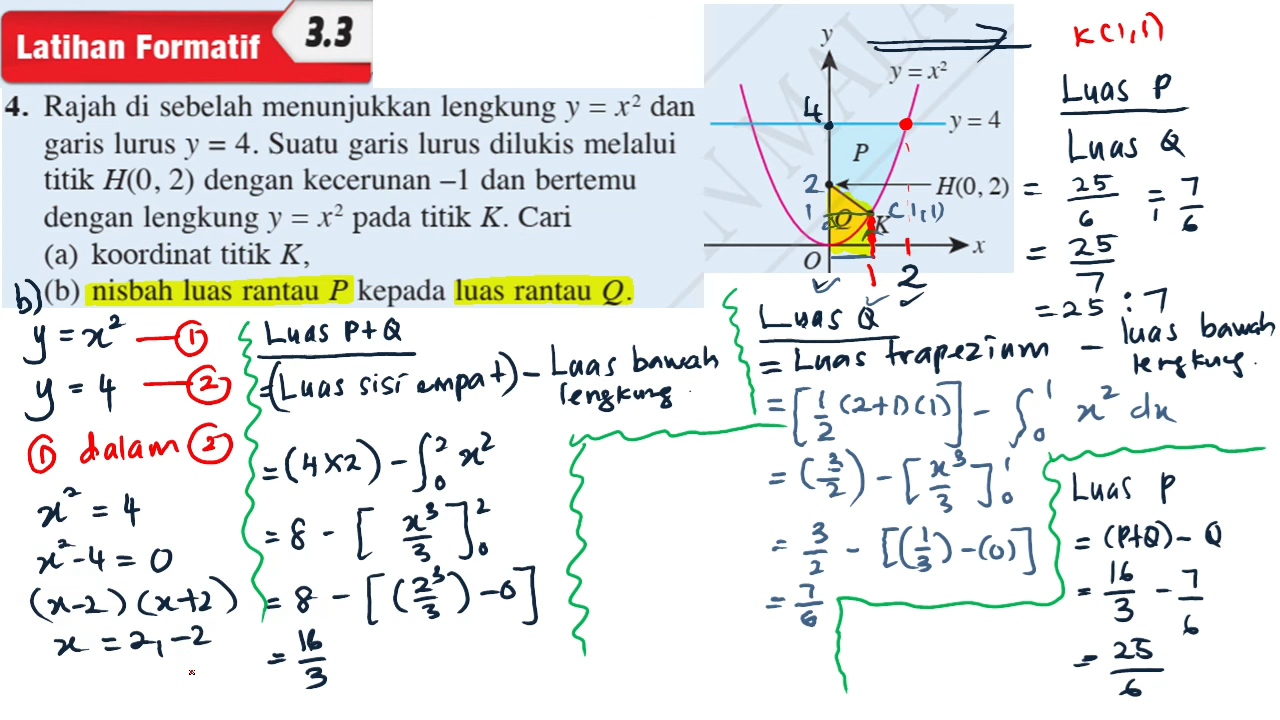 Latihan Formatif 3.3
4. Rajah di sebelah menunjukkan lengkung y = x² dan
garis lurus y = 4. Suatu garis lurus dilukis melalui
titik H(0, 2) dengan kecerunan –1 dan bertemu
dengan lengkung y = x² pada titik K. Cari
(a) koordinat titik K,
(b) nisbah luas rantau P kepada luas rantau Q.
y
y = x²
4
y = 4
P
2
H(0, 2)
1
Q
K
(1,1)
x
O
1
2
K(1,1)
Luas P
Luas Q
= 25/6 ÷ 7/6
= 25/7
= 25 : 7
b)
y = x² — ①
y = 4 — ②
① dalam ②
x² = 4
x² - 4 = 0
(x-2)(x+2)
x = 2, -2
Luas P+Q
= (Luas sisi empat) - Luas bawah
lengkung
= (4×2) - ∫₀² x²
= 8 - [x³/3]₀²
= 8 - [(2³/3) - 0]
= 16/3
Luas Q
= Luas trapezium - luas bawah
lengkung.
= [1/2 (2+1)(1)] - ∫₀¹ x² dx
= (3/2) - [x³/3]₀¹
= 3/2 - [(1/3) - (0)]
= 7/6
Luas P
= (P+Q) - Q
= 16/3 - 7/6
= 25/6